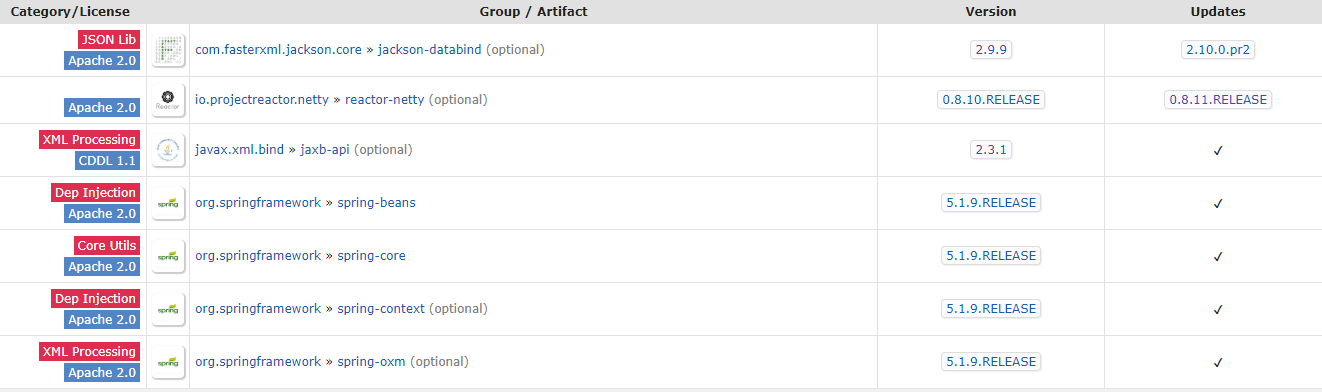 Category/License Group / Artifact Version Updates
JSON Lib
Apache 2.0
com.fasterxml.jackson.core » jackson-databind (optional) 2.9.9 2.10.0.pr2
Reactor
Apache 2.0
io.projectreactor.netty » reactor-netty (optional) 0.8.10.RELEASE 0.8.11.RELEASE
XML Processing
CDDL 1.1
javax.xml.bind » jaxb-api (optional) 2.3.1 ✓
Dep Injection
Apache 2.0
spring
org.springframework » spring-beans 5.1.9.RELEASE ✓
Core Utils
Apache 2.0
spring
org.springframework » spring-core 5.1.9.RELEASE ✓
Dep Injection
Apache 2.0
spring
org.springframework » spring-context (optional) 5.1.9.RELEASE ✓
XML Processing
Apache 2.0
spring
org.springframework » spring-oxm (optional) 5.1.9.RELEASE ✓